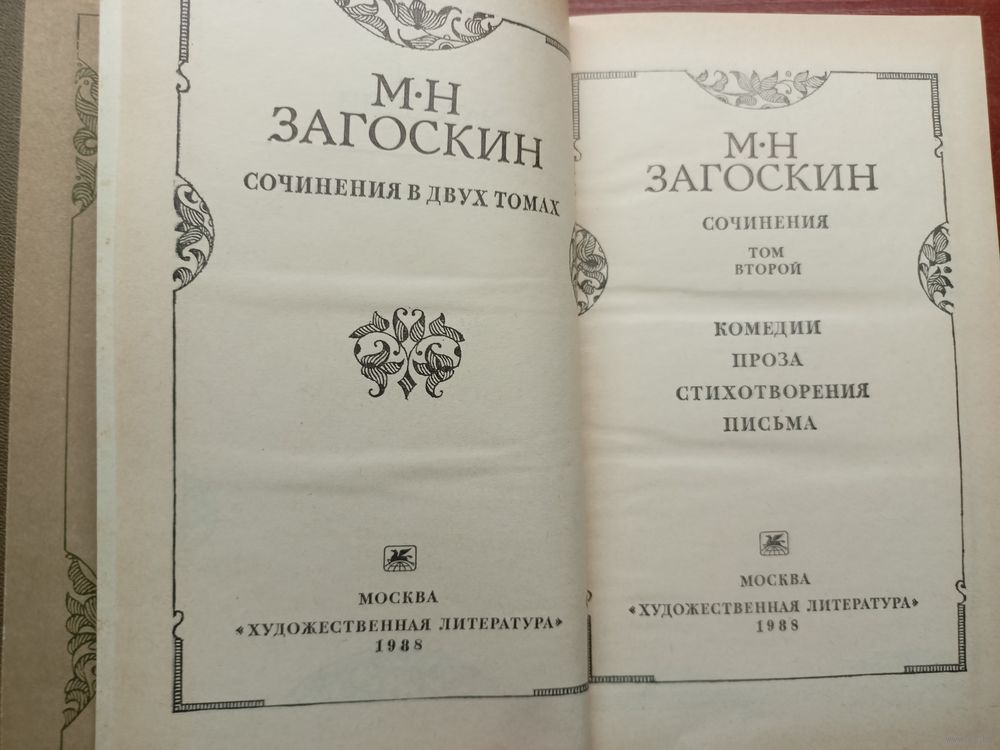 М·Н
ЗАГОСКИН
СОЧИНЕНИЯ В ДВУХ ТОМАХ
МОСКВА
«ХУДОЖЕСТВЕННАЯ ЛИТЕРАТУРА»
1988
М·Н
ЗАГОСКИН
СОЧИНЕНИЯ
ТОМ
ВТОРОЙ
КОМЕДИИ
ПРОЗА
СТИХОТВОРЕНИЯ
ПИСЬМА
МОСКВА
«ХУДОЖЕСТВЕННАЯ ЛИТЕРАТУРА»
1988